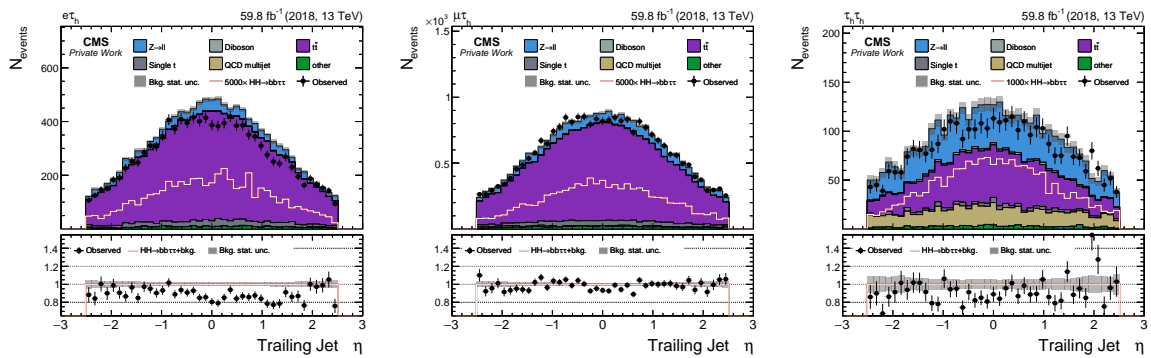 eτh 59.8 fb⁻¹ (2018, 13 TeV)
Nevents
CMS
Private Work
Z→ll Diboson tt̄
Single t QCD multijet other
Bkg. stat. unc. 5000× HH→bbττ Observed
600
400
200
Observed HH→bbττ+bkg. Bkg. stat. unc.
1.4
1.2
1
0.8
−3 −2 −1 0 1 2 3
Trailing Jet η
×10³ μτh 59.8 fb⁻¹ (2018, 13 TeV)
Nevents
CMS
Private Work
Z→ll Diboson tt̄
Single t QCD multijet other
Bkg. stat. unc. 5000× HH→bbττ Observed
1.5
1.0
0.5
Observed HH→bbττ+bkg. Bkg. stat. unc.
1.4
1.2
1
0.8
−3 −2 −1 0 1 2 3
Trailing Jet η
τhτh 59.8 fb⁻¹ (2018, 13 TeV)
Nevents
CMS
Private Work
Z→ll Diboson tt̄
Single t QCD multijet other
Bkg. stat. unc. 1000× HH→bbττ Observed
200
150
100
50
Observed HH→bbττ+bkg. Bkg. stat. unc.
1.4
1.2
1
0.8
−3 −2 −1 0 1 2 3
Trailing Jet η